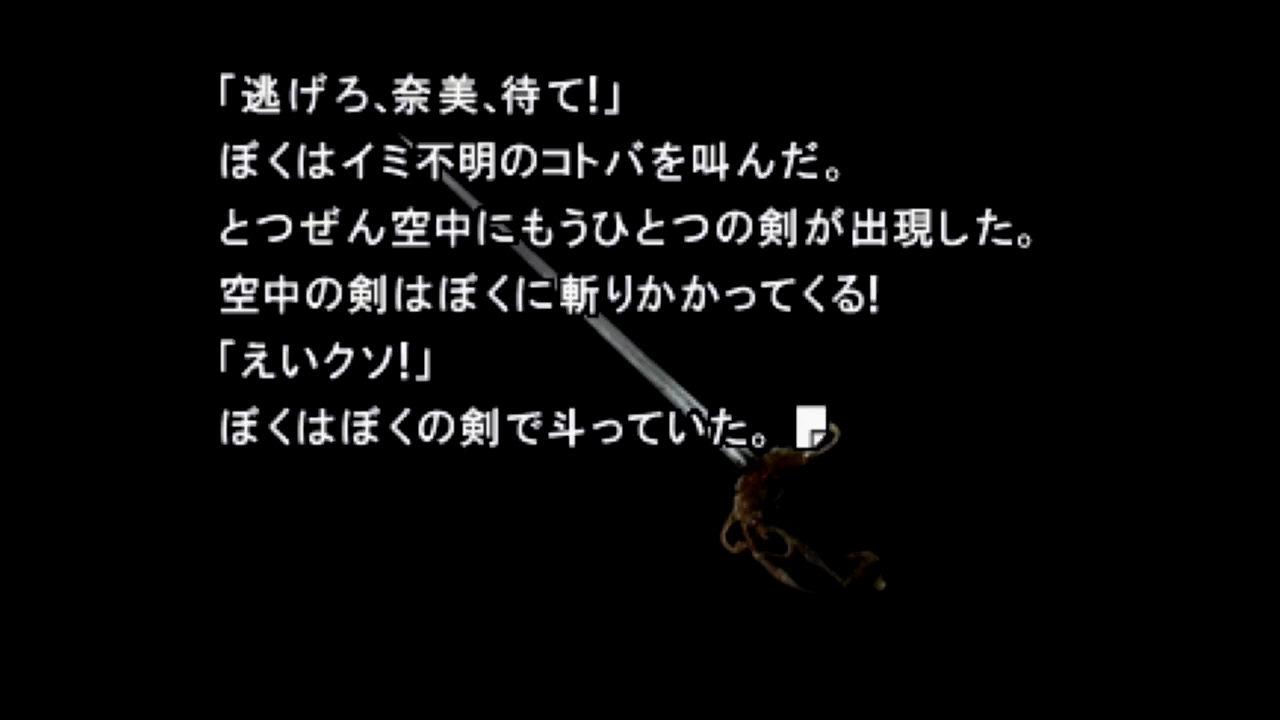 「逃げろ、奈美、待て!」
ぼくはイミ不明のコトバを叫んだ。
とつぜん空中にもうひとつの剣が出現した。
空中の剣はぼくに斬りかかってくる!
「えいクソ!」
ぼくはぼくの剣で斗っていた。